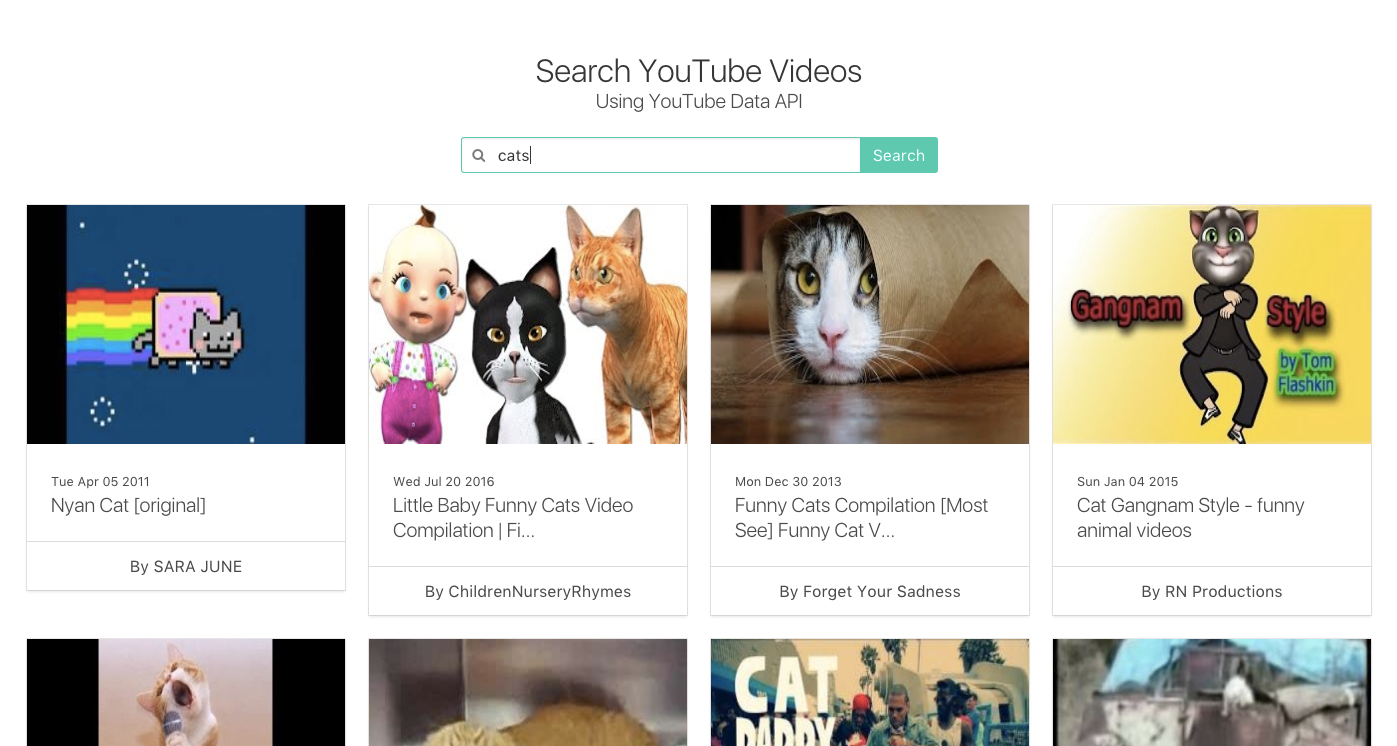 Search YouTube Videos
Using YouTube Data API
cats
Search
Gangnam Style
by Tom
Flashkin
Tue Apr 05 2011
Nyan Cat [original]
By SARA JUNE
Wed Jul 20 2016
Little Baby Funny Cats Video
Compilation | Fi...
By ChildrenNurseryRhymes
Mon Dec 30 2013
Funny Cats Compilation [Most
See] Funny Cat V...
By Forget Your Sadness
Sun Jan 04 2015
Cat Gangnam Style - funny
animal videos
By RN Productions
CAT
DADDY